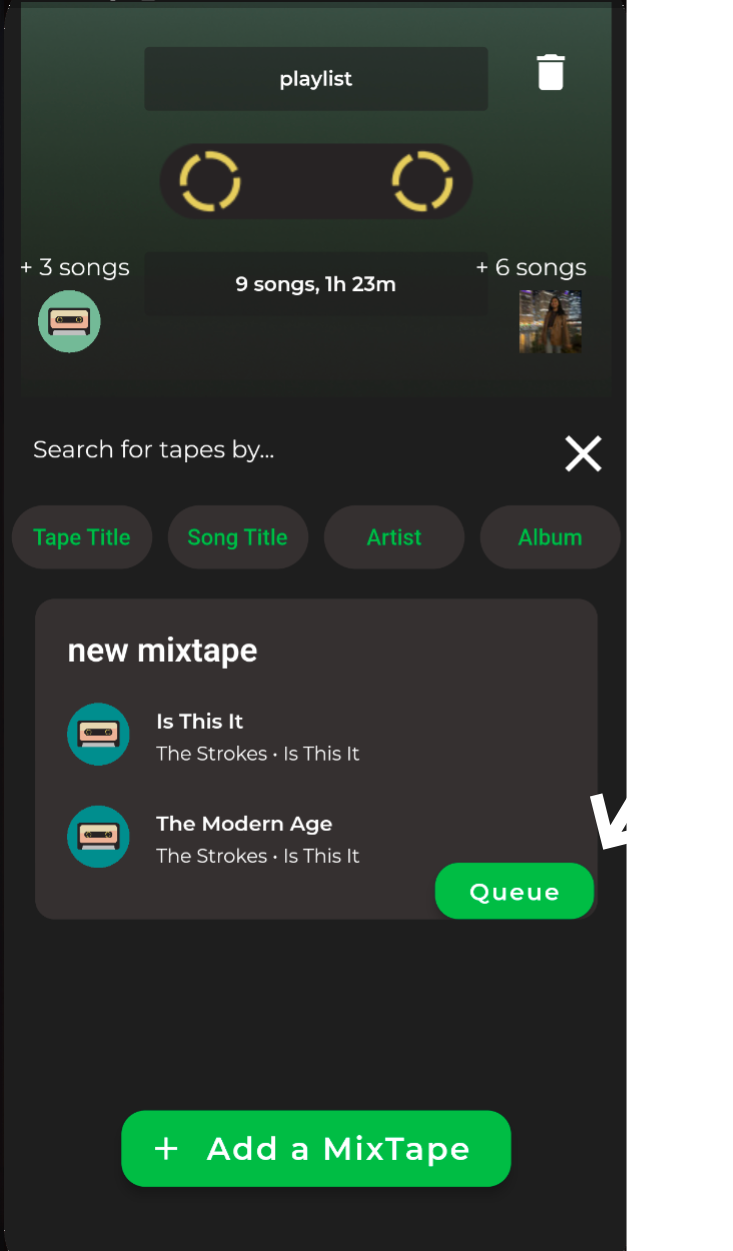 playlist
+ 3 songs
9 songs, 1h 23m
+ 6 songs
Search for tapes by...
Tape Title
Song Title
Artist
Album
new mixtape
Is This It
The Strokes • Is This It
The Modern Age
The Strokes • Is This It
Queue
+ Add a MixTape